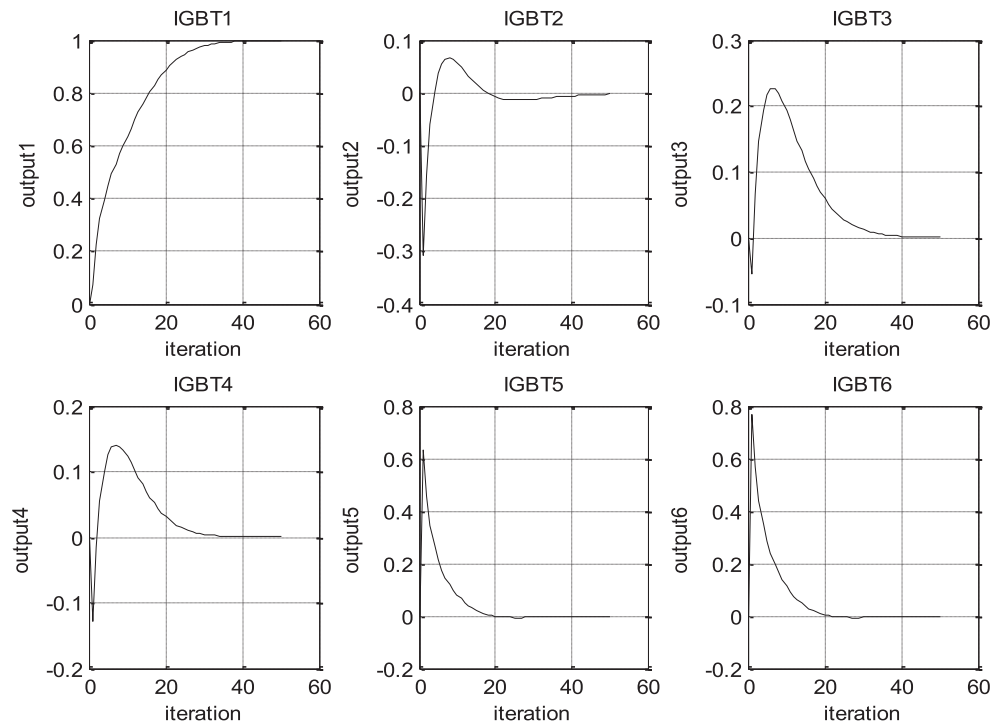 IGBT1
1
0.8
0.6
0.4
0.2
0
output1
0 20 40 60
iteration
IGBT2
0.1
0
-0.1
-0.2
-0.3
-0.4
output2
0 20 40 60
iteration
IGBT3
0.3
0.2
0.1
0
-0.1
output3
0 20 40 60
iteration
IGBT4
0.2
0.1
0
-0.1
-0.2
output4
0 20 40 60
iteration
IGBT5
0.8
0.6
0.4
0.2
0
-0.2
output5
0 20 40 60
iteration
IGBT6
0.8
0.6
0.4
0.2
0
-0.2
output6
0 20 40 60
iteration